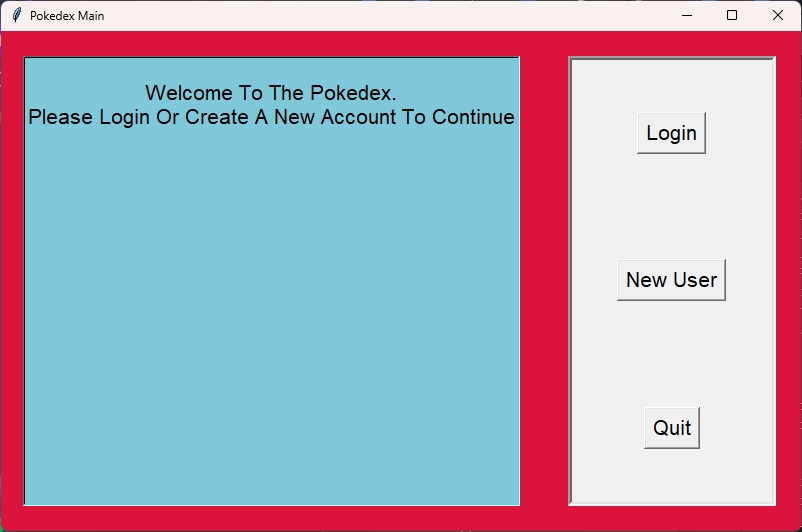 Pokedex Main
Welcome To The Pokedex.
Please Login Or Create A New Account To Continue
Login
New User
Quit